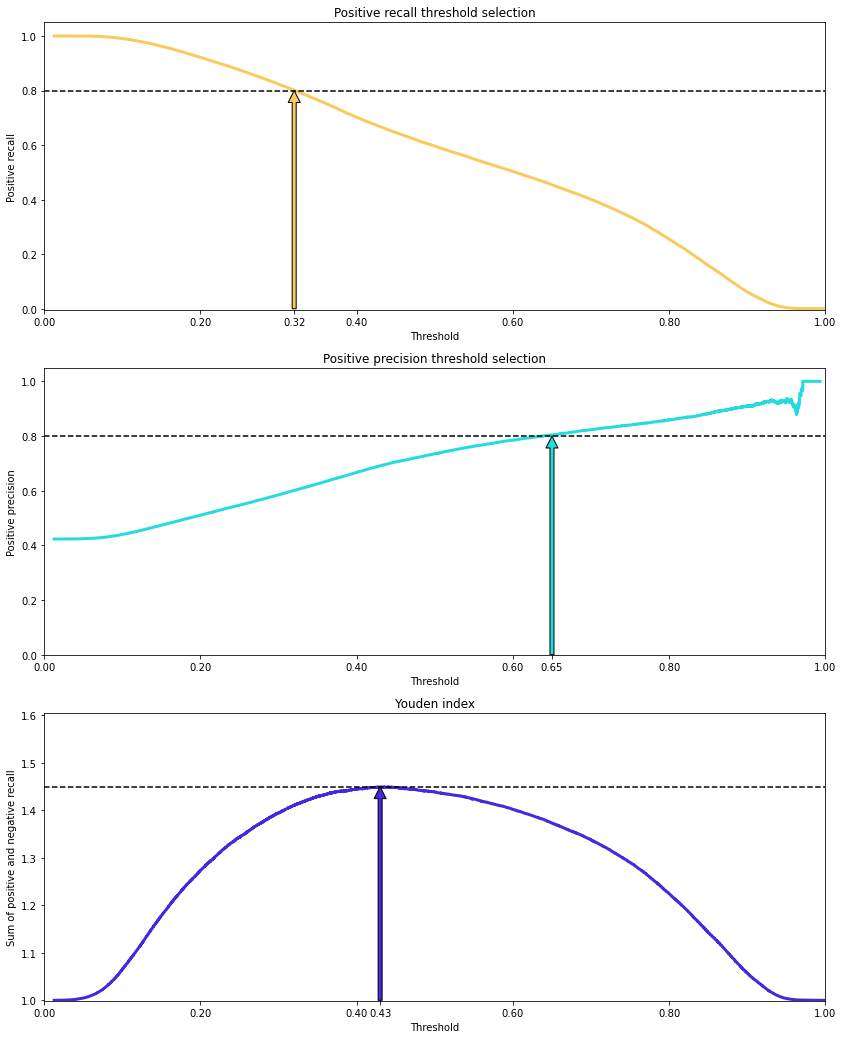 Positive recall threshold selection
1.0
0.8
0.6
0.4
0.2
0.0
Positive recall
0.00 0.20 0.32 0.40 0.60 0.80 1.00
Threshold
Positive precision threshold selection
1.0
0.8
0.6
0.4
0.2
0.0
Positive precision
0.00 0.20 0.40 0.60 0.65 0.80 1.00
Threshold
Youden index
1.6
1.5
1.4
1.3
1.2
1.1
1.0
Sum of positive and negative recall
0.00 0.20 0.40 0.43 0.60 0.80 1.00
Threshold